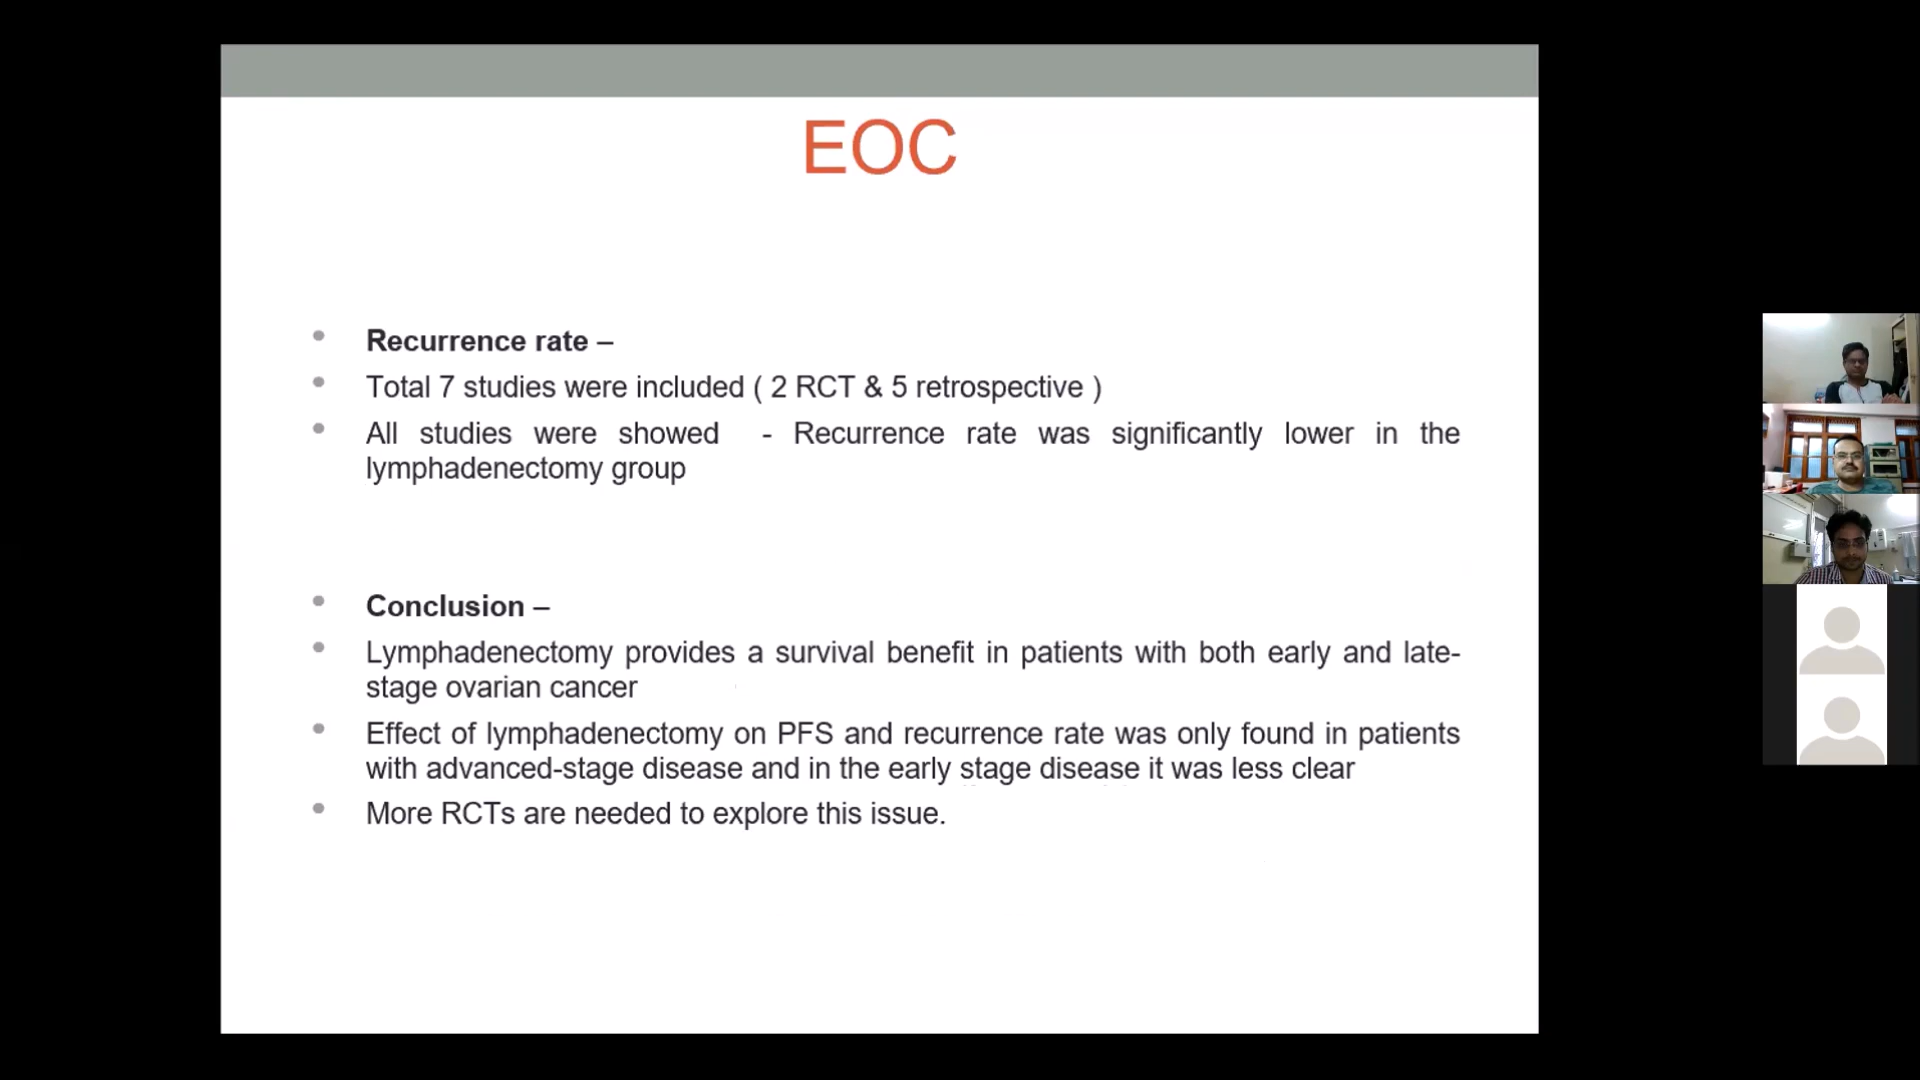 EOC
Recurrence rate –
Total 7 studies were included ( 2 RCT & 5 retrospective )
All studies were showed - Recurrence rate was significantly lower in the
lymphadenectomy group
Conclusion –
Lymphadenectomy provides a survival benefit in patients with both early and late-
stage ovarian cancer
Effect of lymphadenectomy on PFS and recurrence rate was only found in patients
with advanced-stage disease and in the early stage disease it was less clear
More RCTs are needed to explore this issue.